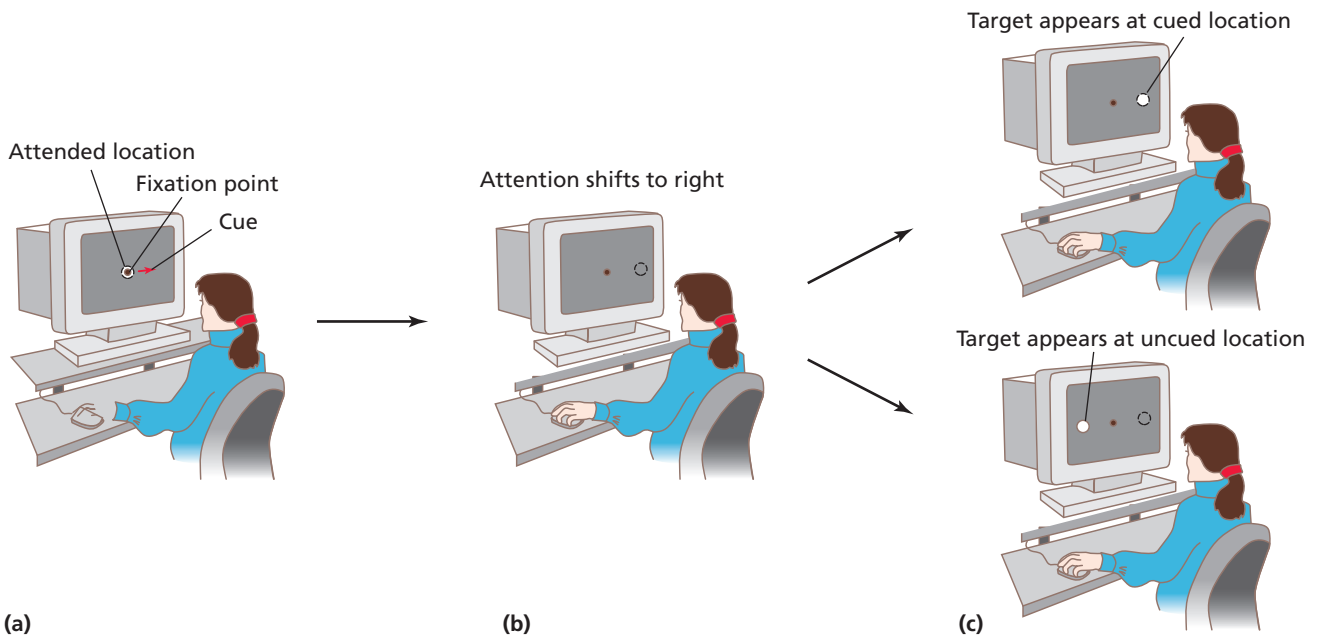 Target appears at cued location
Attended location
Fixation point
Cue
Attention shifts to right
Target appears at uncued location
(a)
(b)
(c)